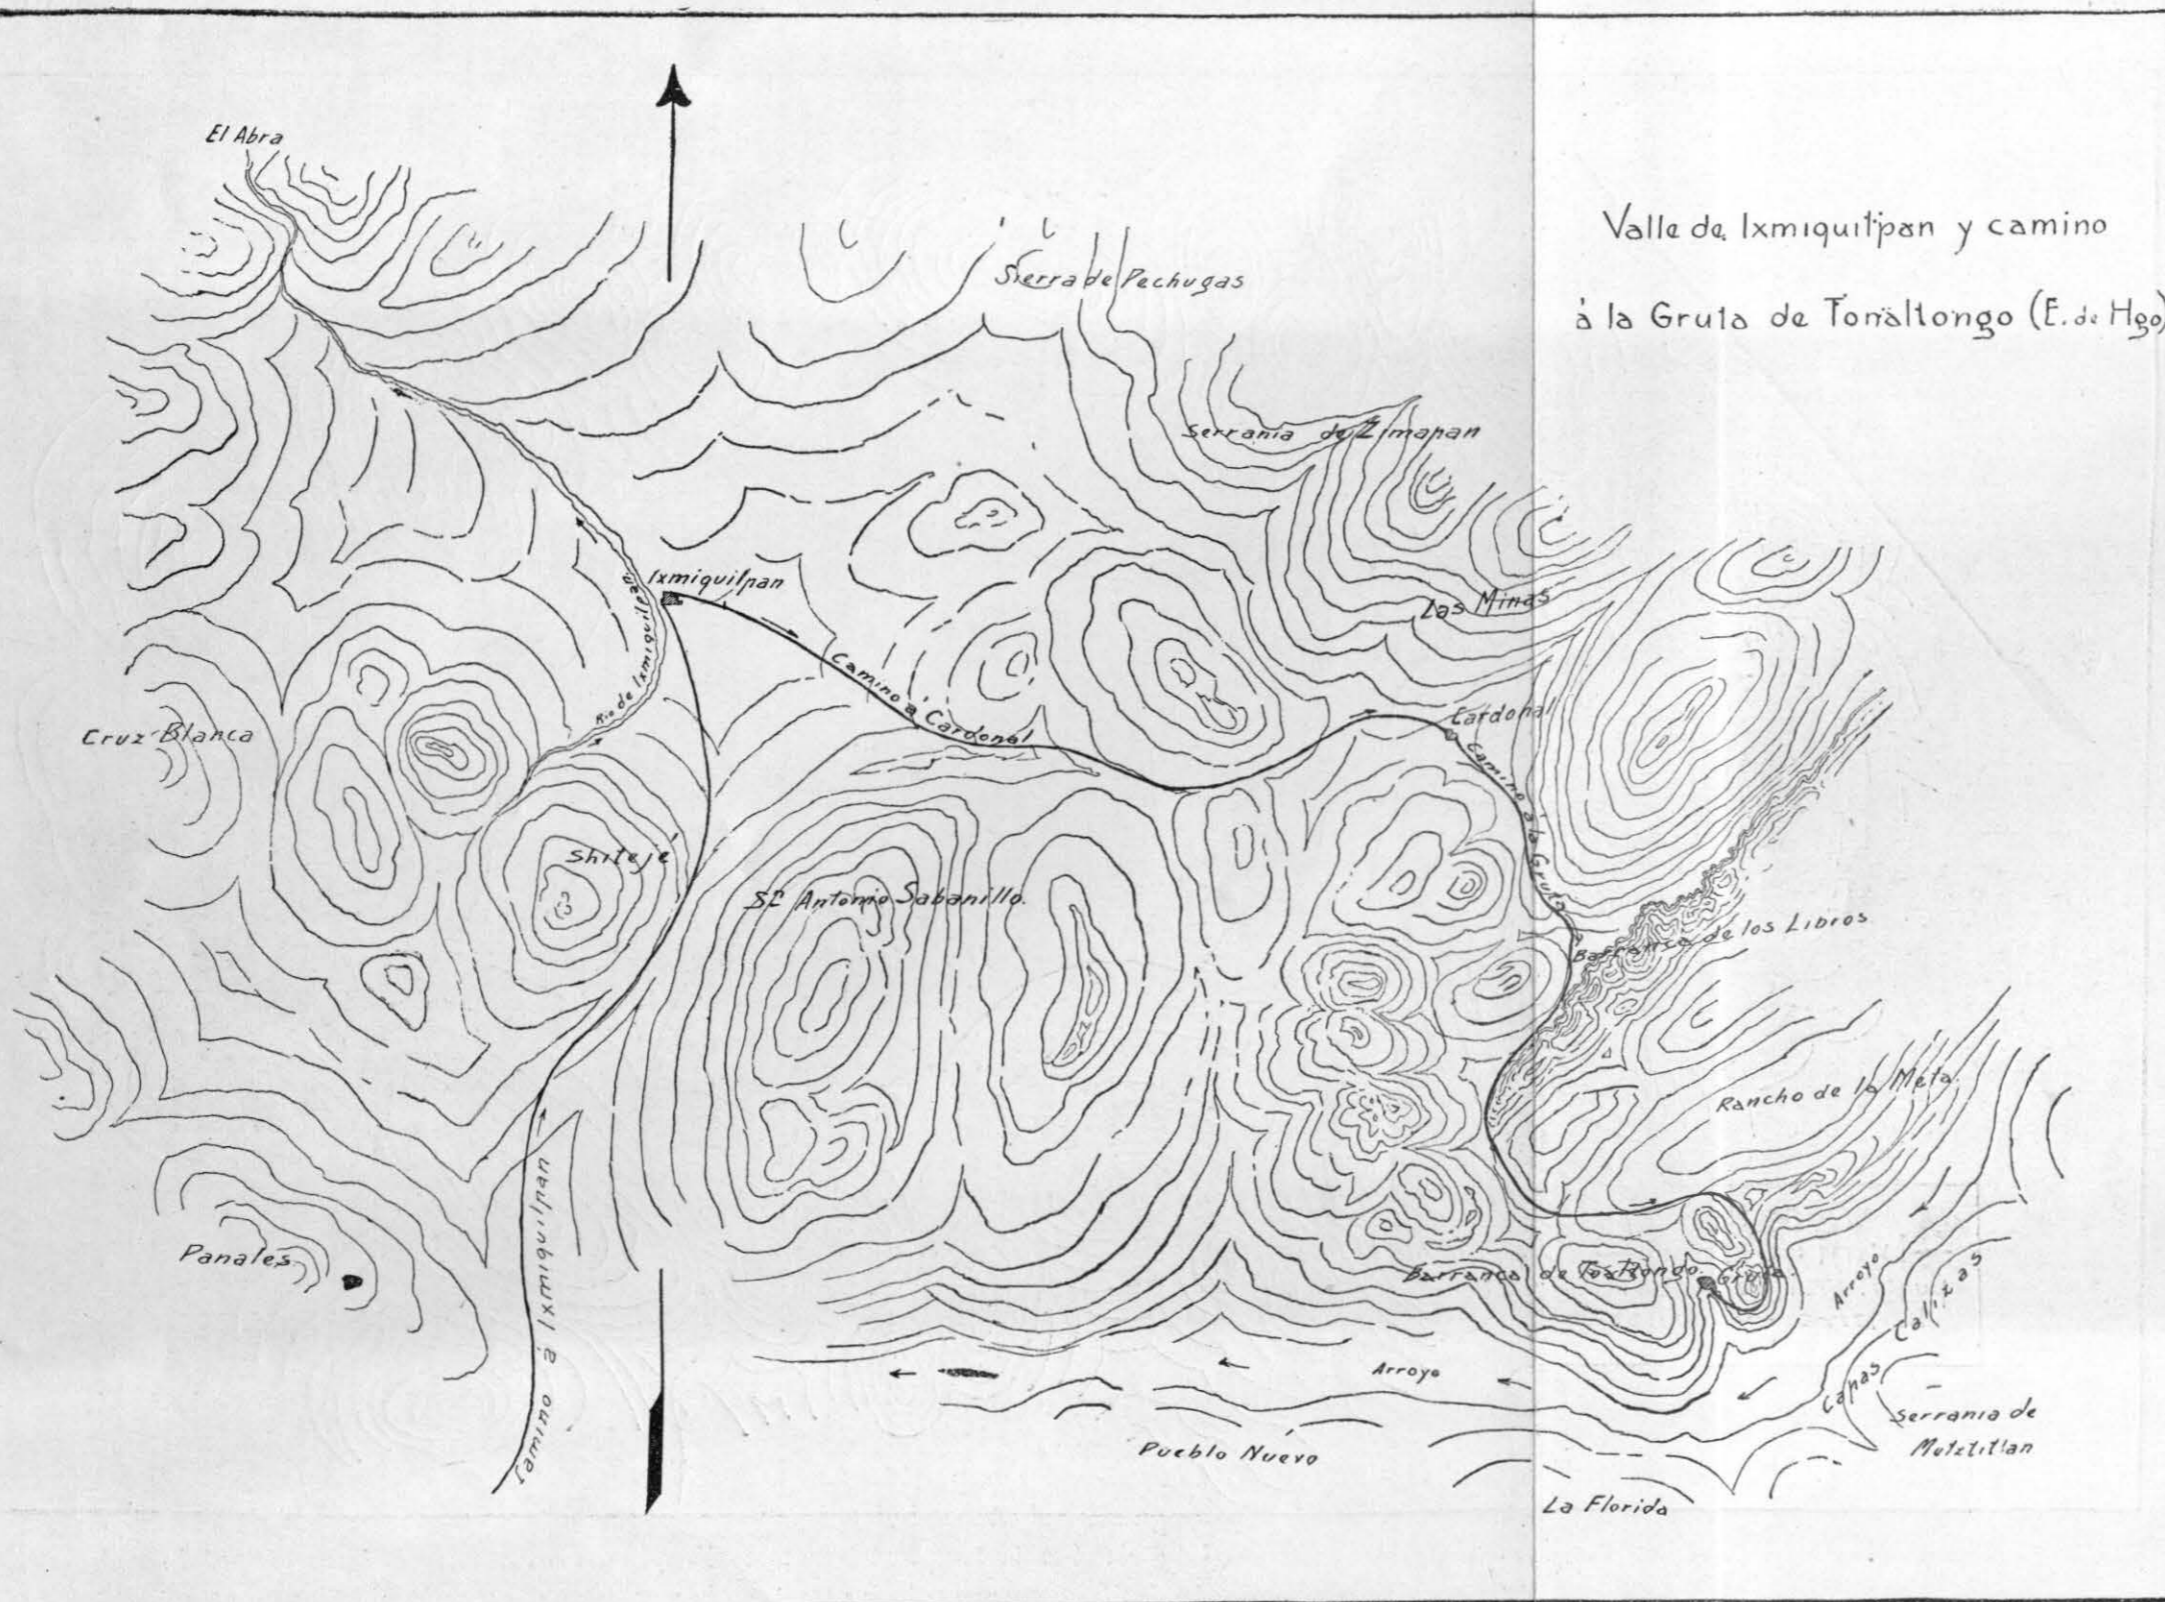 Valle de Ixmiquilpan y camino
á la Gruta de Tonaltongo (E. de Hgo)
El Abra
Sierra de Pechugas
Serrania de Zimapan
Ixmiquilpan
Las Minas
Rio de Ixmiquilpan
Camino á Cardonal
Cardonal
Cruz Blanca
Camino á la Gruta
Shitejé
Sn Antonio Sabanillo.
Barranca de los Libros
Rancho de la Meta
Panales
Camino á Ixmiquilpan
Barranca de Gruta.
Arroyo
Capas Calizas
Arroyo
Serrania de
Metztitlan
Pueblo Nuevo
La Florida